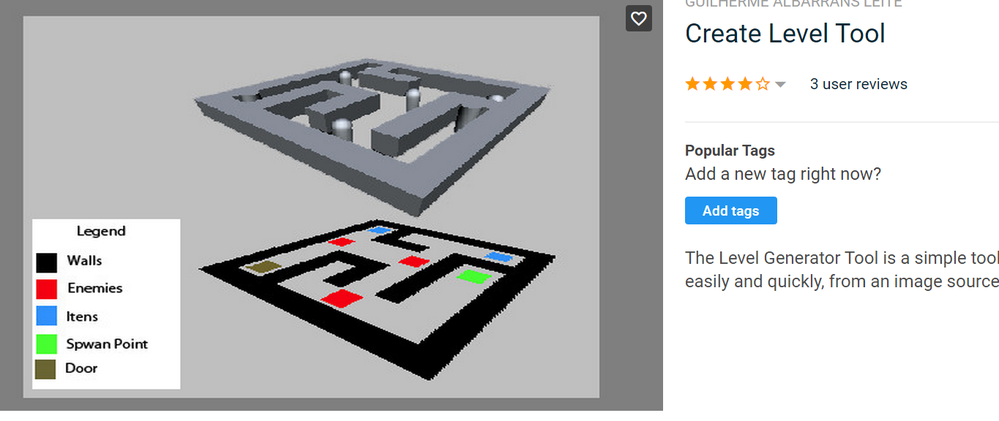 Legend
Walls
Enemies
Itens
Spwan Point
Door
GUILHERME ALBARRANS LEITE
Create Level Tool
3 user reviews
Popular Tags
Add a new tag right now?
Add tags
The Level Generator Tool is a simple tool
easily and quickly, from an image source